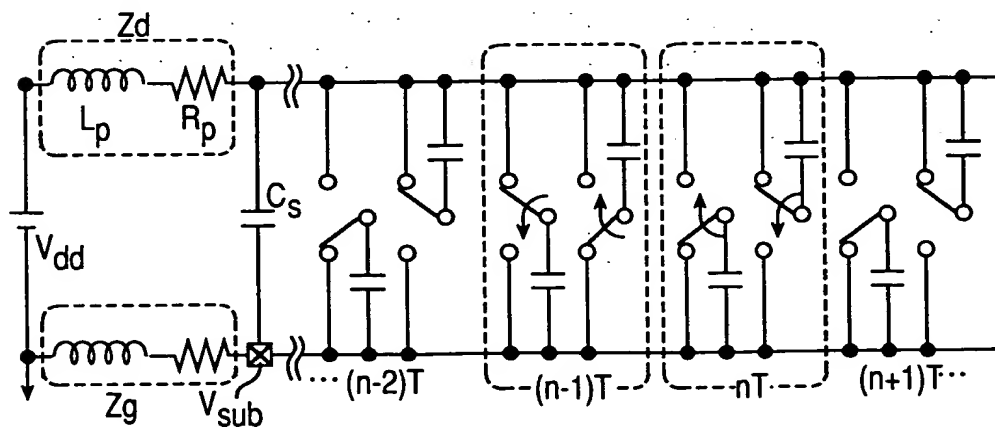 Zd
Lp
Rp
Cs
Vdd
Zg
Vsub
··· (n-2)T
(n-1)T
nT
(n+1)T ···